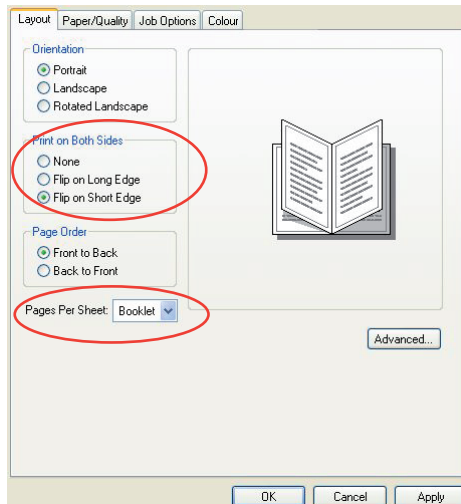 Layout Paper/Quality Job Options Colour
Orientation
Portrait
Landscape
Rotated Landscape
Print on Both Sides
None
Flip on Long Edge
Flip on Short Edge
Page Order
Front to Back
Back to Front
Pages Per Sheet: Booklet
Advanced...
OK Cancel Apply